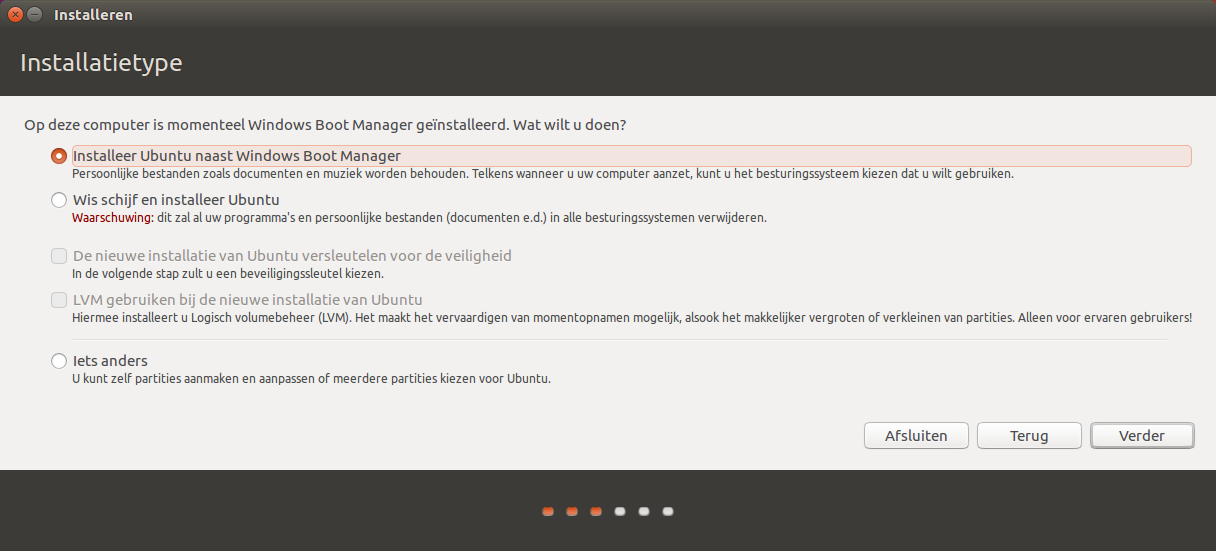 Installeren
Installatietype
Op deze computer is momenteel Windows Boot Manager geïnstalleerd. Wat wilt u doen?
Installeer Ubuntu naast Windows Boot Manager
Persoonlijke bestanden zoals documenten en muziek worden behouden. Telkens wanneer u uw computer aanzet, kunt u het besturingssysteem kiezen dat u wilt gebruiken.
Wis schijf en installeer Ubuntu
Waarschuwing: dit zal al uw programma's en persoonlijke bestanden (documenten e.d.) in alle besturingssystemen verwijderen.
De nieuwe installatie van Ubuntu versleutelen voor de veiligheid
In de volgende stap zult u een beveiligingssleutel kiezen.
LVM gebruiken bij de nieuwe installatie van Ubuntu
Hiermee installeert u Logisch volumebeheer (LVM). Het maakt het vervaardigen van momentopnamen mogelijk, alsook het makkelijker vergroten of verkleinen van partities. Alleen voor ervaren gebruikers!
Iets anders
U kunt zelf partities aanmaken en aanpassen of meerdere partities kiezen voor Ubuntu.
Afsluiten Terug Verder